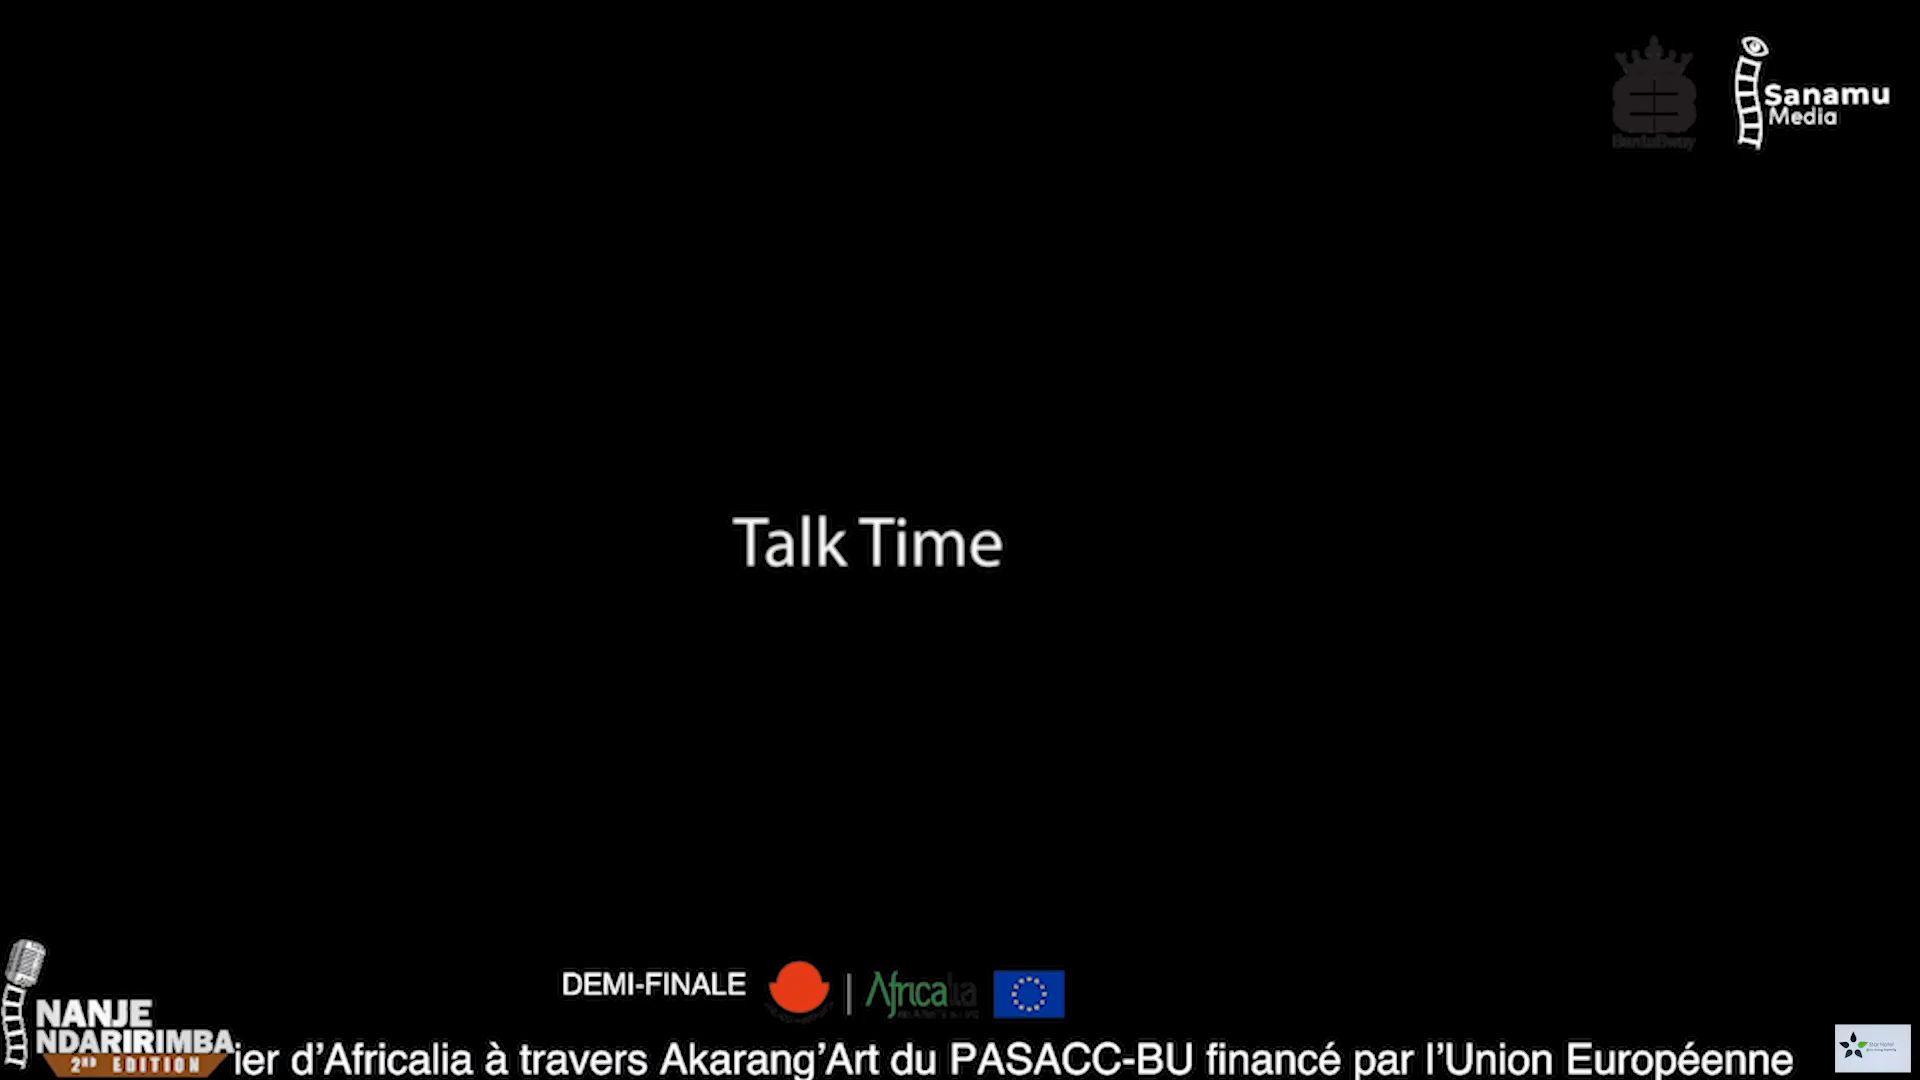 Sanamu
Media
Talk Time
DEMI-FINALE
Africalia
NANJE
NDARIRIMBA
2ND EDITION
ier d’Africalia à travers Akarang’Art du PASACC-BU financé par l’Union Européenne